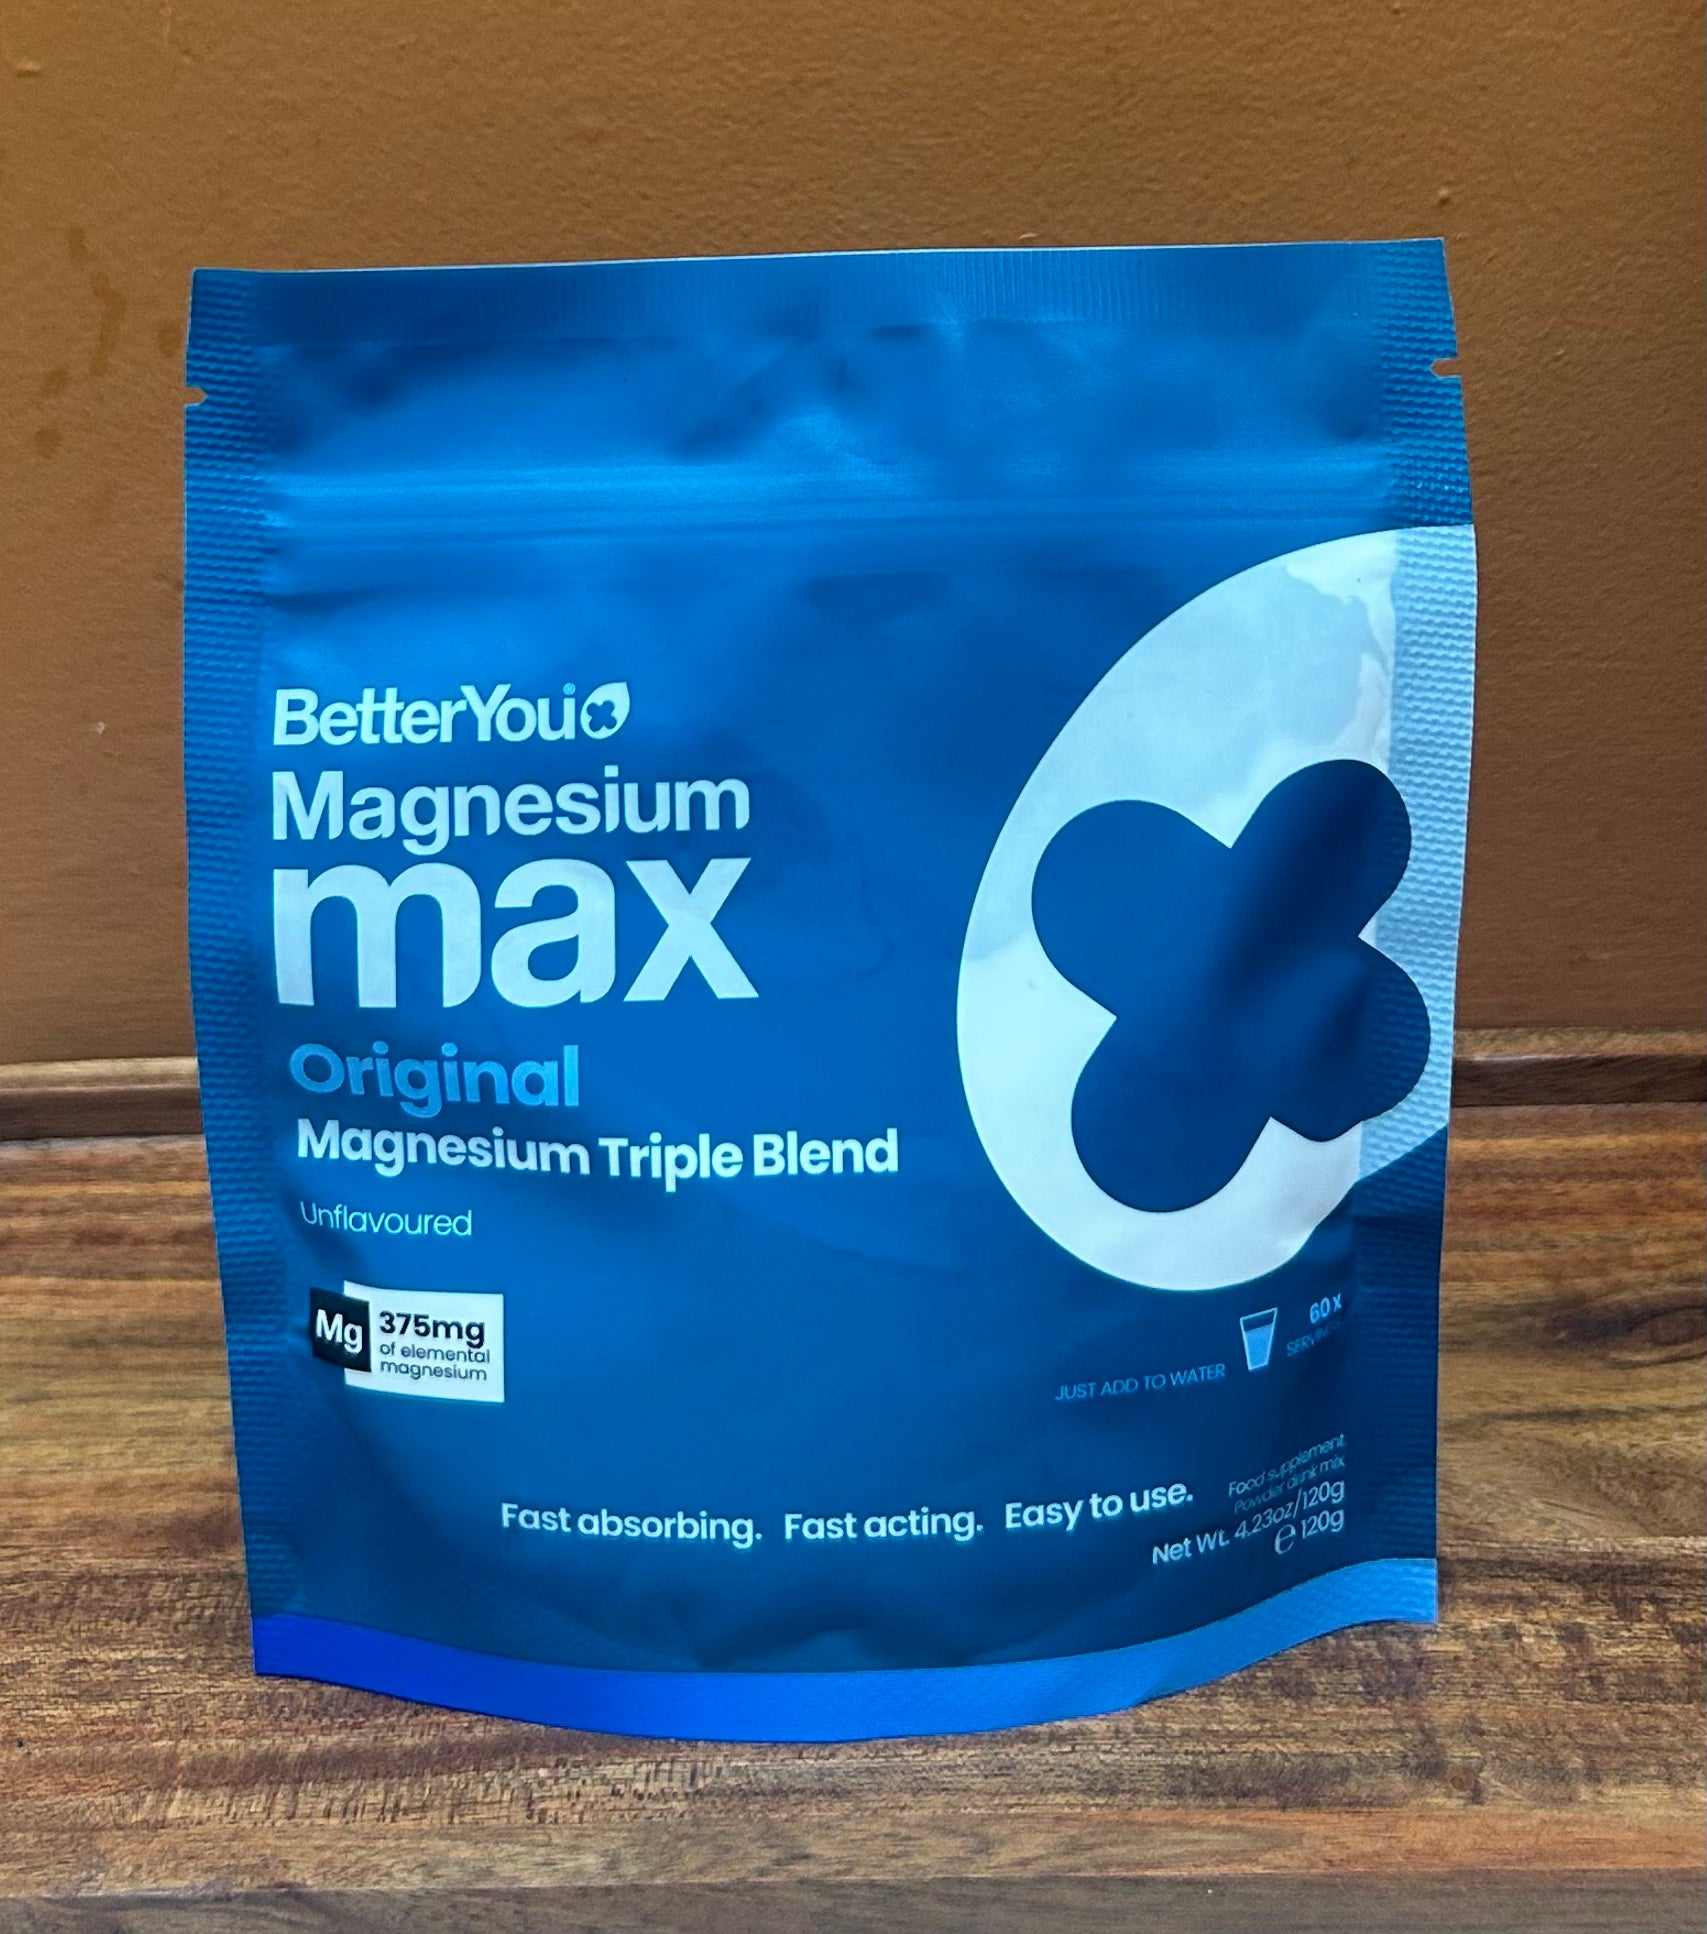 BetterYou®
Magnesium
max
Original
Magnesium Triple Blend
Unflavoured
Mg
375mg
of elemental
magnesium
60 x
JUST ADD TO WATER
Fast absorbing. Fast acting. Easy to use.
Food supplement
Powder drink mix
Net Wt. 4.23oz/120g
e 120g